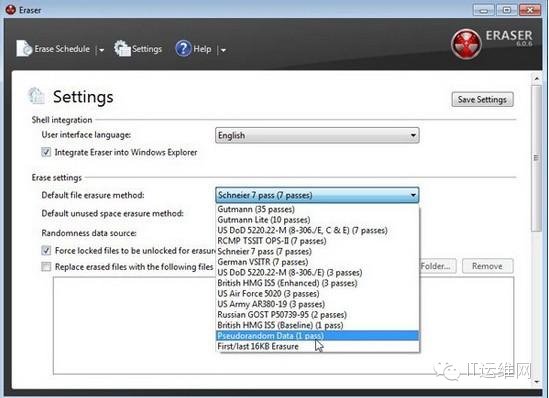 Eraser
Erase Schedule
Settings
Help
ERASER
6.0.6
Settings
Save Settings
Shell integration
User interface language:
English
Integrate Eraser into Windows Explorer
Erase settings
Default file erasure method:
Schneier 7 pass (7 passes)
Default unused space erasure method:
Gutmann (35 passes)
Gutmann Lite (10 passes)
US DoD 5220.22-M (8-306./E, C & E) (7 passes)
RCMP TSSIT OPS-II (7 passes)
Schneier 7 pass (7 passes)
German VSITR (7 passes)
US DoD 5220.22-M (8-306./E) (3 passes)
British HMG IS5 (Enhanced) (3 passes)
US Air Force 5020 (3 passes)
US Army AR380-19 (3 passes)
Russian GOST P50739-95 (2 passes)
British HMG IS5 (Baseline) (1 pass)
Pseudorandom Data (1 pass)
First/last 16KB Erasure
Randomness data source:
Force locked files to be unlocked for erasure
Replace erased files with the following files
Folder...
Remove
IT运维网